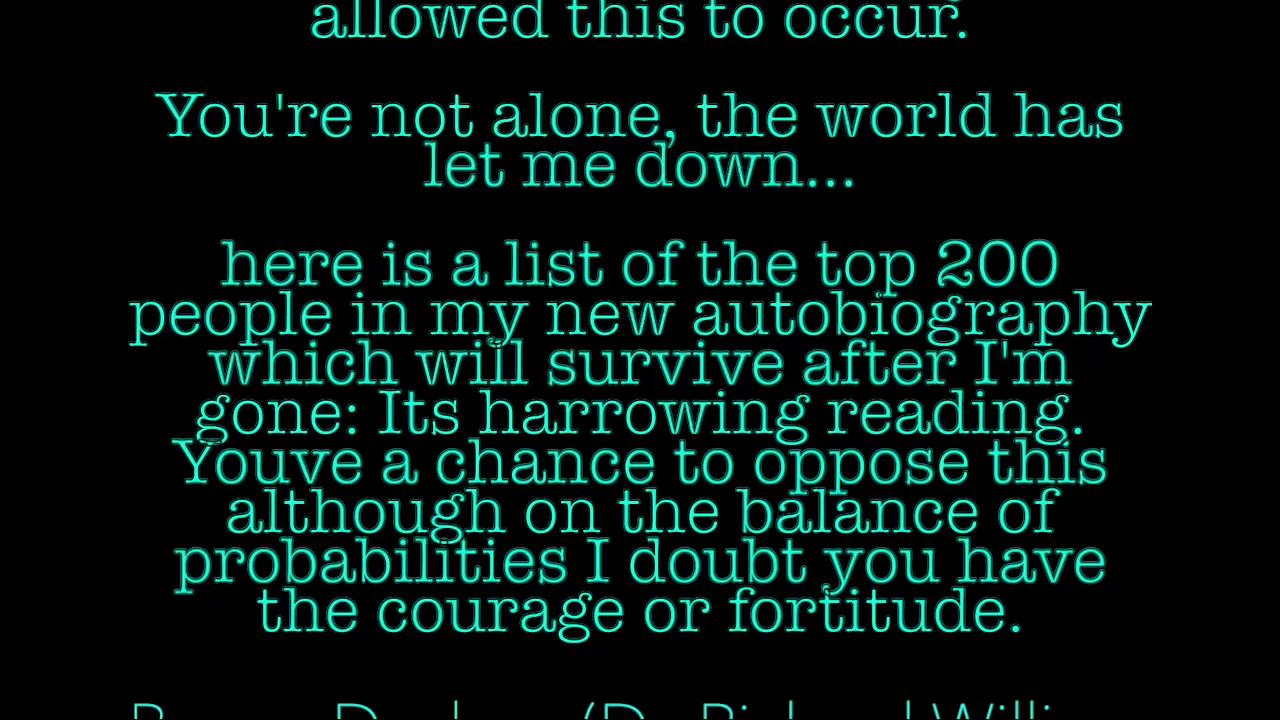 allowed this to occur.
You're not alone, the world has
let me down...
here is a list of the top 200
people in my new autobiography
which will survive after I'm
gone: Its harrowing reading.
Youve a chance to oppose this
although on the balance of
probabilities I doubt you have
the courage or fortitude.